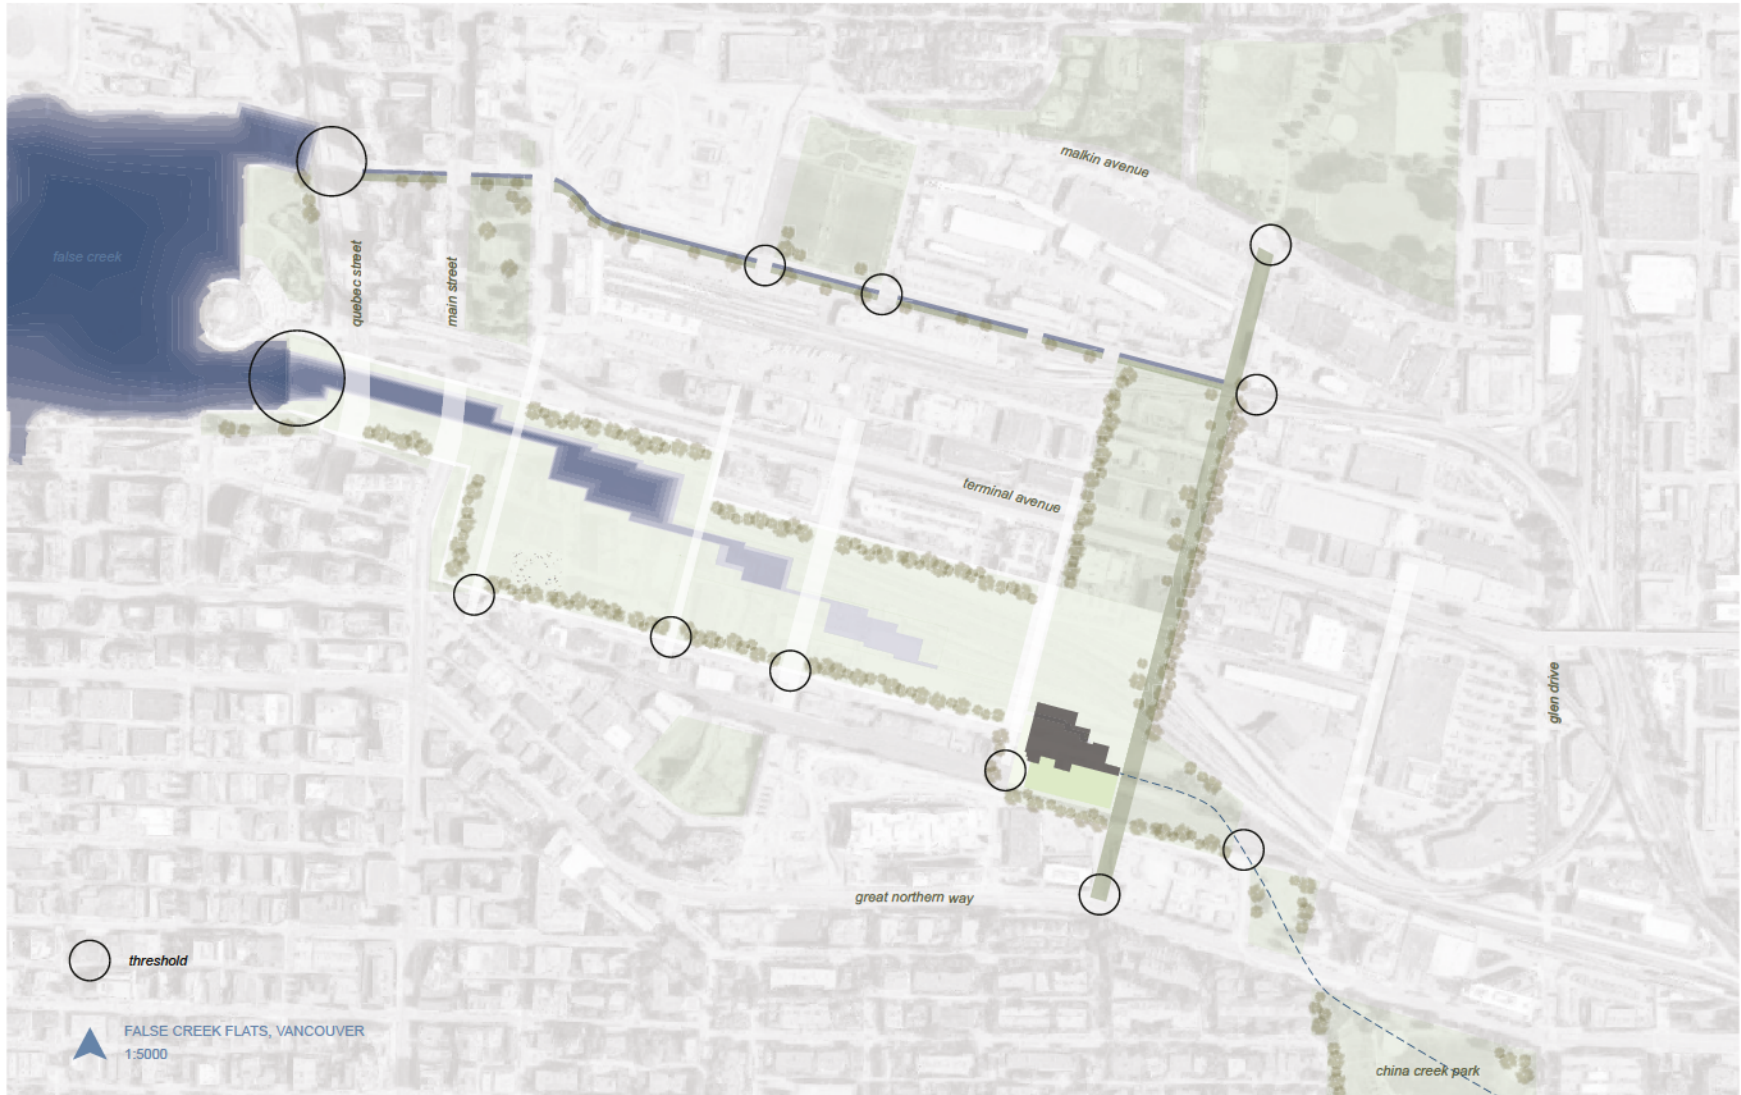 malkin avenue
false creek
quebec street
main street
terminal avenue
glen drive
great northern way
threshold
FALSE CREEK FLATS, VANCOUVER
1:5000
china creek park